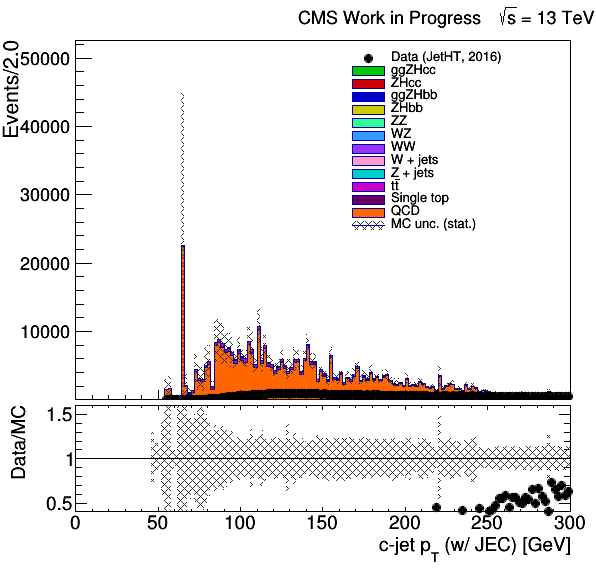 CMS Work in Progress √s = 13 TeV
Events/2.0
50000
40000
30000
20000
10000
Data (JetHT, 2016)
ggZHcc
ZHcc
ggZHbb
ZHbb
ZZ
WZ
WW
W + jets
Z + jets
tt̄
Single top
QCD
MC unc. (stat.)
Data/MC
1.5
1
0.5
0 50 100 150 200 250 300
c-jet p_T (w/ JEC) [GeV]